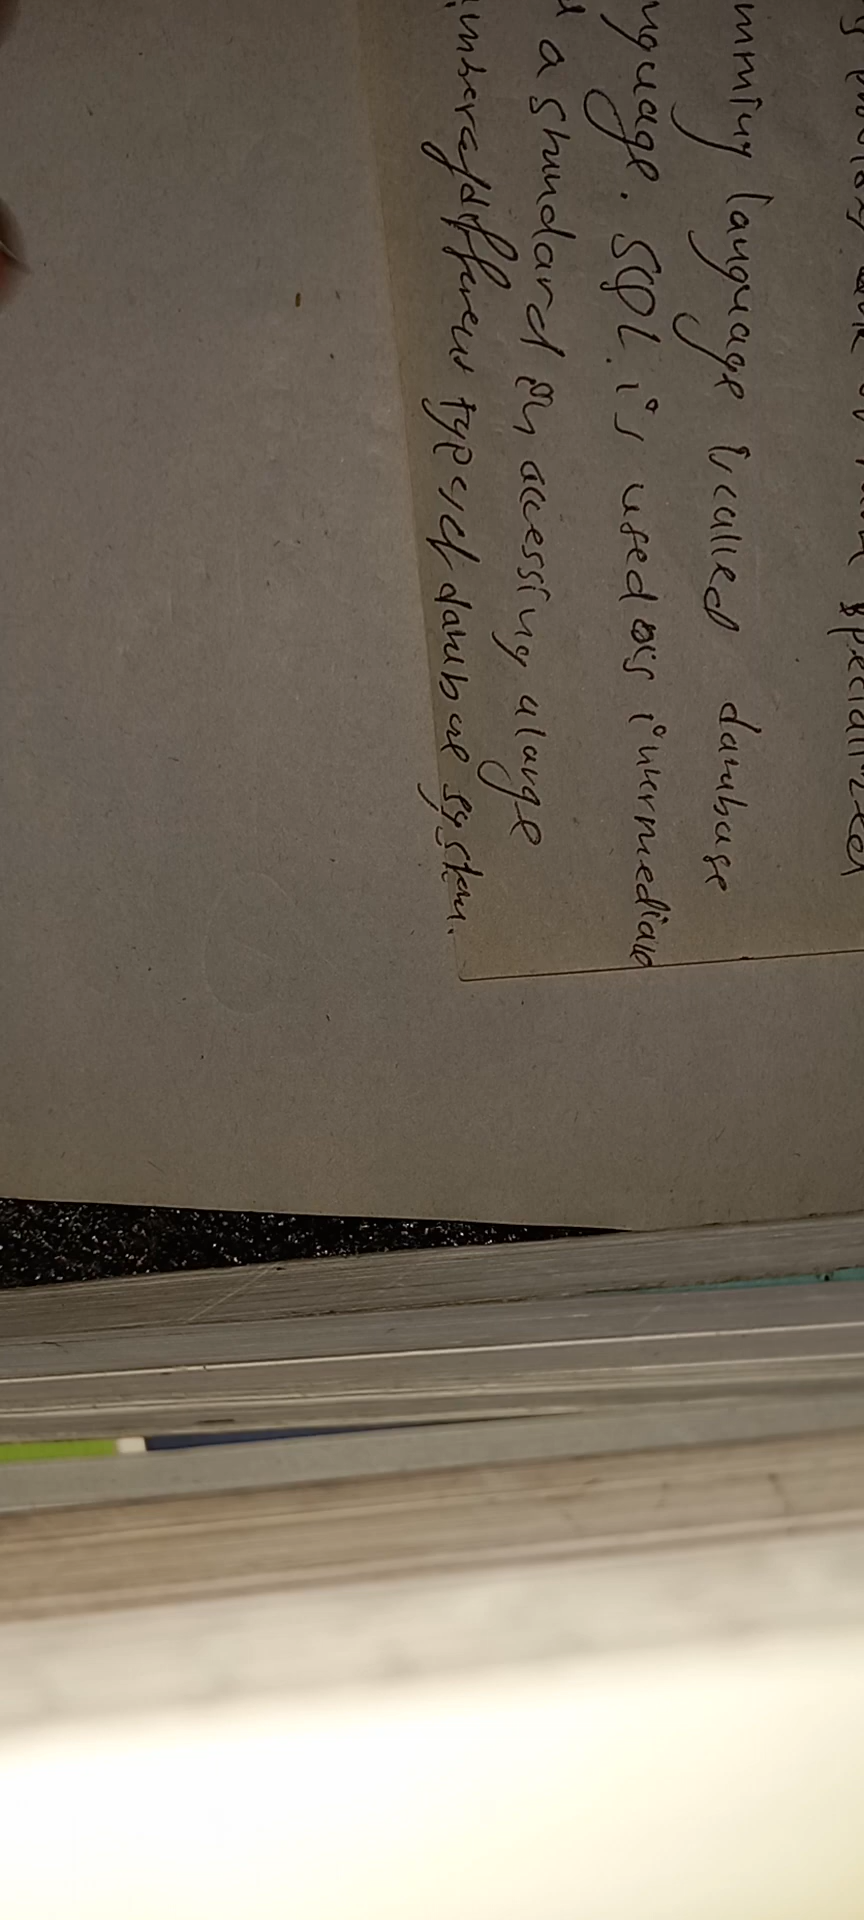 specialized
mming language called database
nguage. SQL is used as intermediate
a standard in accessing a large
umber of different types of database system.